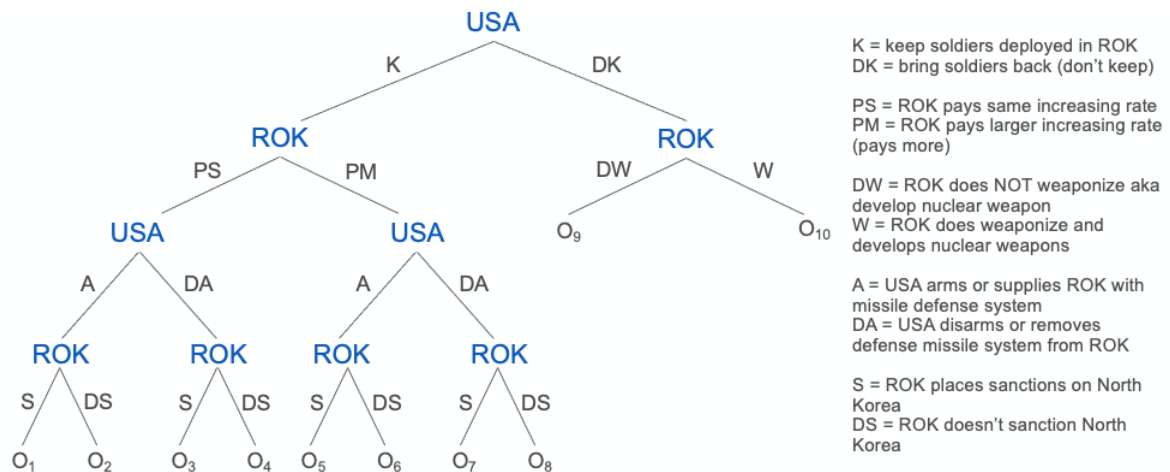 USA
K
DK
ROK
ROK
PS
PM
DW
W
USA
USA
O₉
O₁₀
A
DA
A
DA
ROK
ROK
ROK
ROK
S
DS
S
DS
S
DS
S
DS
O₁
O₂
O₃
O₄
O₅
O₆
O₇
O₈
K = keep soldiers deployed in ROK
DK = bring soldiers back (don't keep)
PS = ROK pays same increasing rate
PM = ROK pays larger increasing rate
(pays more)
DW = ROK does NOT weaponize aka
develop nuclear weapon
W = ROK does weaponize and
develops nuclear weapons
A = USA arms or supplies ROK with
missile defense system
DA = USA disarms or removes
defense missile system from ROK
S = ROK places sanctions on North
Korea
DS = ROK doesn't sanction North
Korea